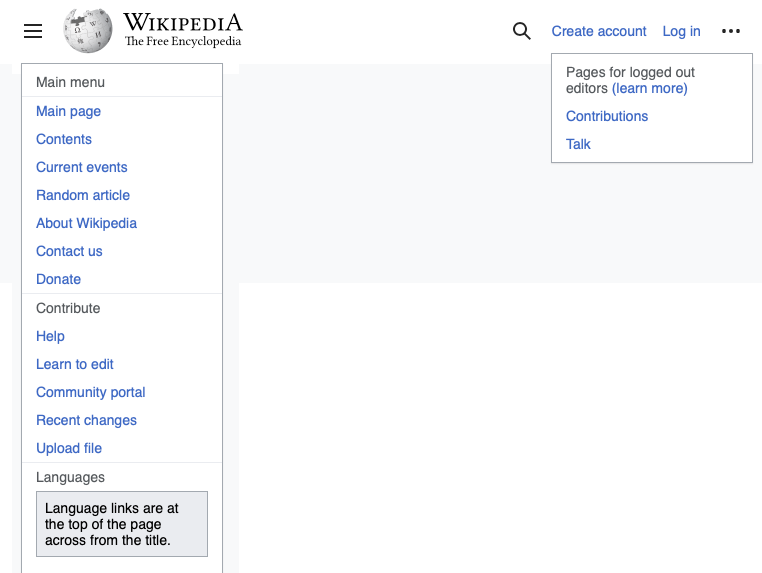 WIKIPEDIA
The Free Encyclopedia
Create account
Log in
Pages for logged out
editors (learn more)
Contributions
Talk
Main menu
Main page
Contents
Current events
Random article
About Wikipedia
Contact us
Donate
Contribute
Help
Learn to edit
Community portal
Recent changes
Upload file
Languages
Language links are at
the top of the page
across from the title.